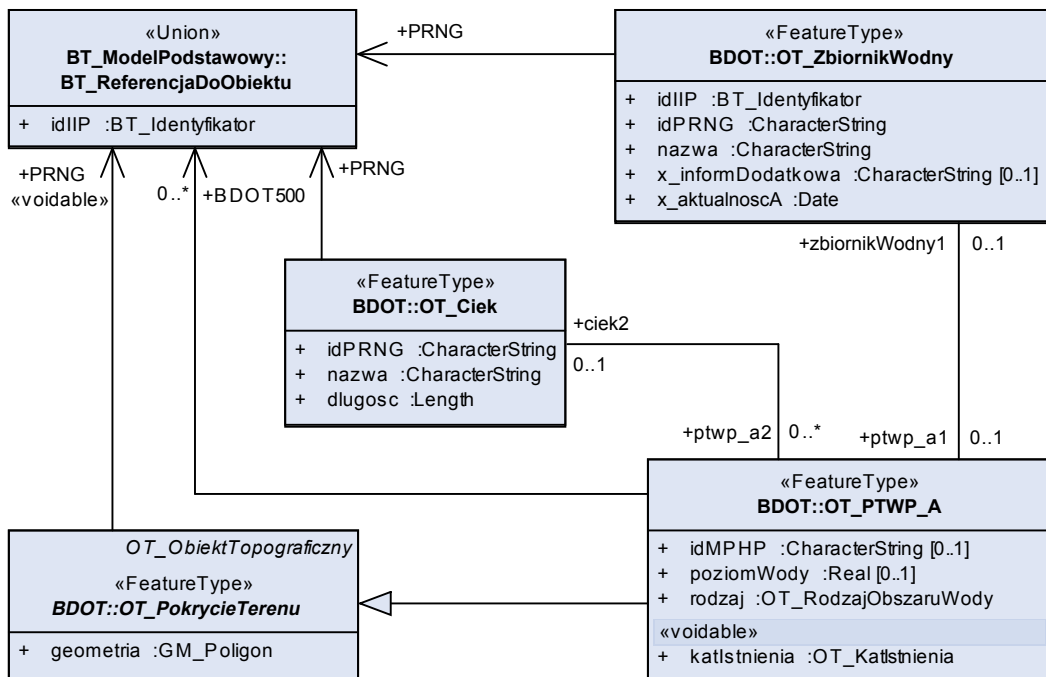 «Union»
BT_ModelPodstawowy::
BT_ReferencjaDoObiektu
+ idIIP :BT_Identyfikator
+PRNG
«FeatureType»
BDOT::OT_ZbiornikWodny
+ idIIP :BT_Identyfikator
+ idPRNG :CharacterString
+ nazwa :CharacterString
+ x_informDodatkowa :CharacterString [0..1]
+ x_aktualnoscA :Date
+PRNG
«voidable»
0..*
+BDOT500
+PRNG
+zbiornikWodny1
0..1
«FeatureType»
BDOT::OT_Ciek
+ idPRNG :CharacterString
+ nazwa :CharacterString
+ dlugosc :Length
+ciek2
0..1
+ptwp_a2
0..*
+ptwp_a1
0..1
OT_ObiektTopograficzny
«FeatureType»
BDOT::OT_PokrycieTerenu
+ geometria :GM_Poligon
«FeatureType»
BDOT::OT_PTWP_A
+ idMPHP :CharacterString [0..1]
+ poziomWody :Real [0..1]
+ rodzaj :OT_RodzajObszaruWody
«voidable»
+ katIstnienia :OT_KatIstnienia